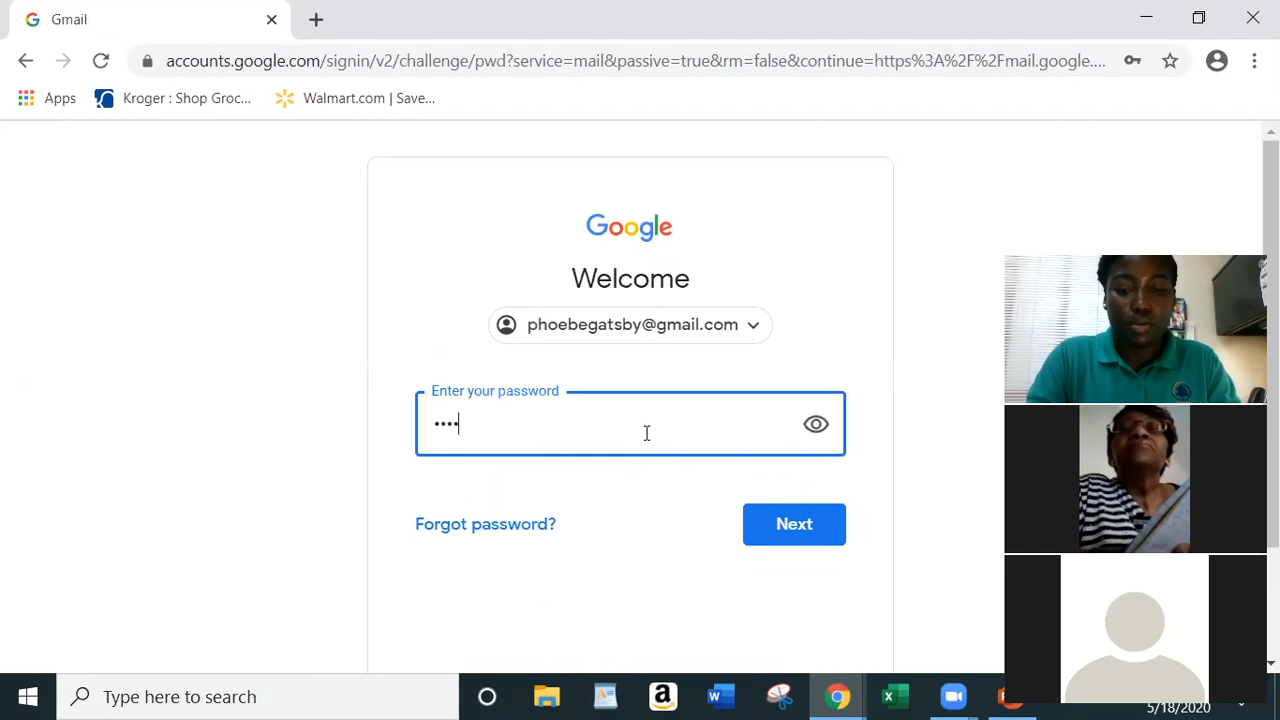 Gmail
accounts.google.com/signin/v2/challenge/pwd?service=mail&passive=true&rm=false&continue=https%3A%2F%2Fmail.google....
Apps Kroger : Shop Groc... Walmart.com | Save...
Google
Welcome
phoebegatsby@gmail.com
Enter your password
••••
Forgot password? Next
Type here to search
5/18/2020